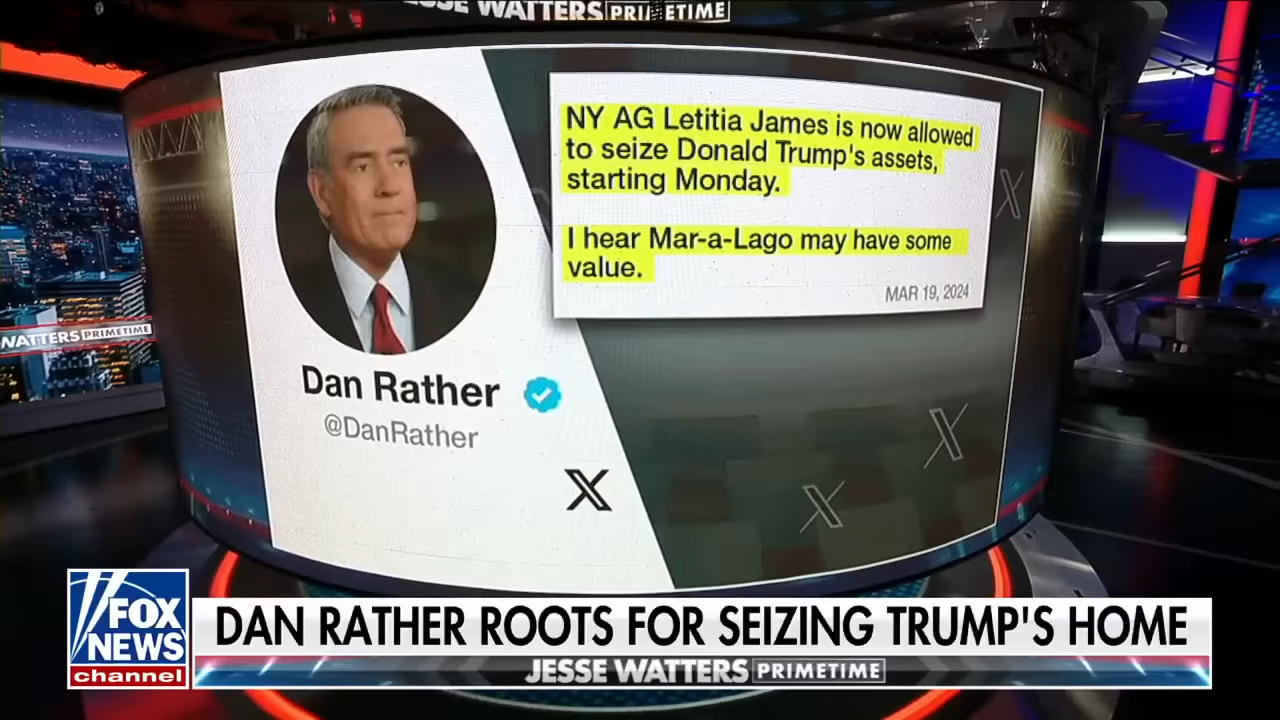 JESSE WATTERS PRIMETIME
NY AG Letitia James is now allowed
to seize Donald Trump's assets,
starting Monday.
I hear Mar-a-Lago may have some
value.
MAR 19, 2024
WATTERS PRIMETIME
Dan Rather
@DanRather
X
FOX
NEWS
channel
DAN RATHER ROOTS FOR SEIZING TRUMP'S HOME
JESSE WATTERS PRIMETIME